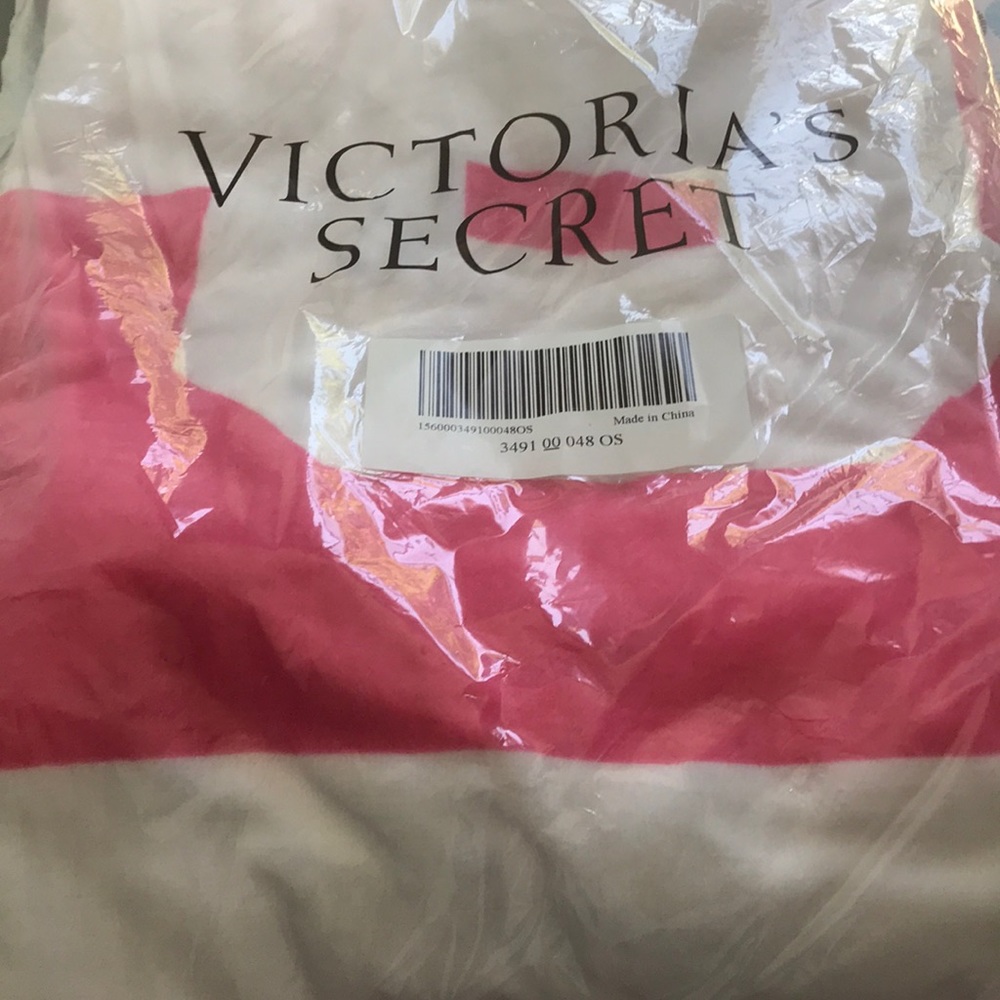 VICTORIA'S
SECRET
156000349100048OS Made in China
3491 00 048 OS